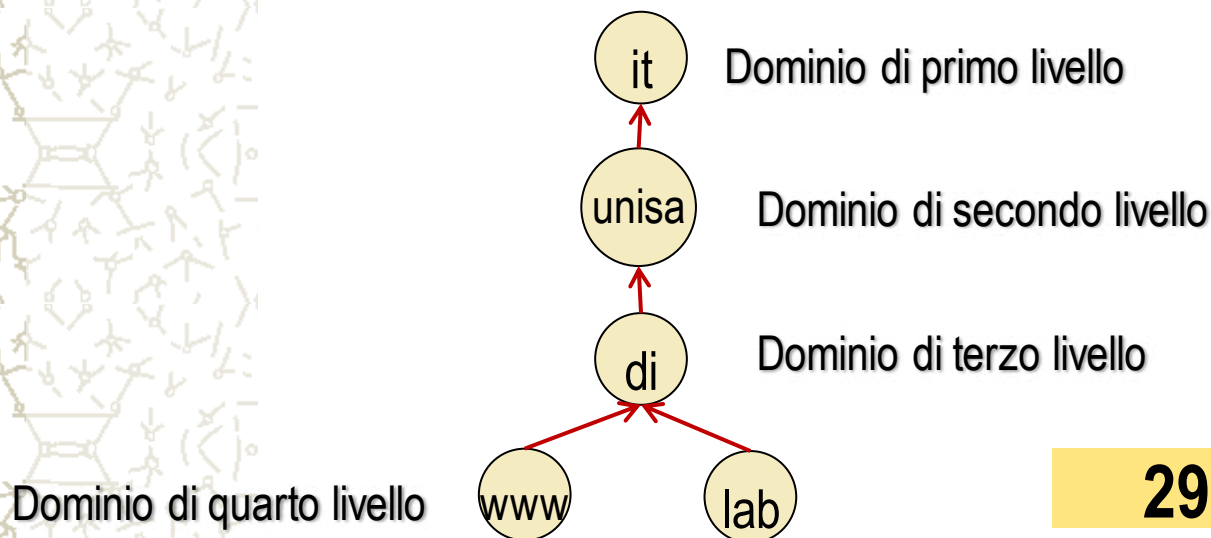 it Dominio di primo livello
unisa Dominio di secondo livello
di Dominio di terzo livello
Dominio di quarto livello www lab
29